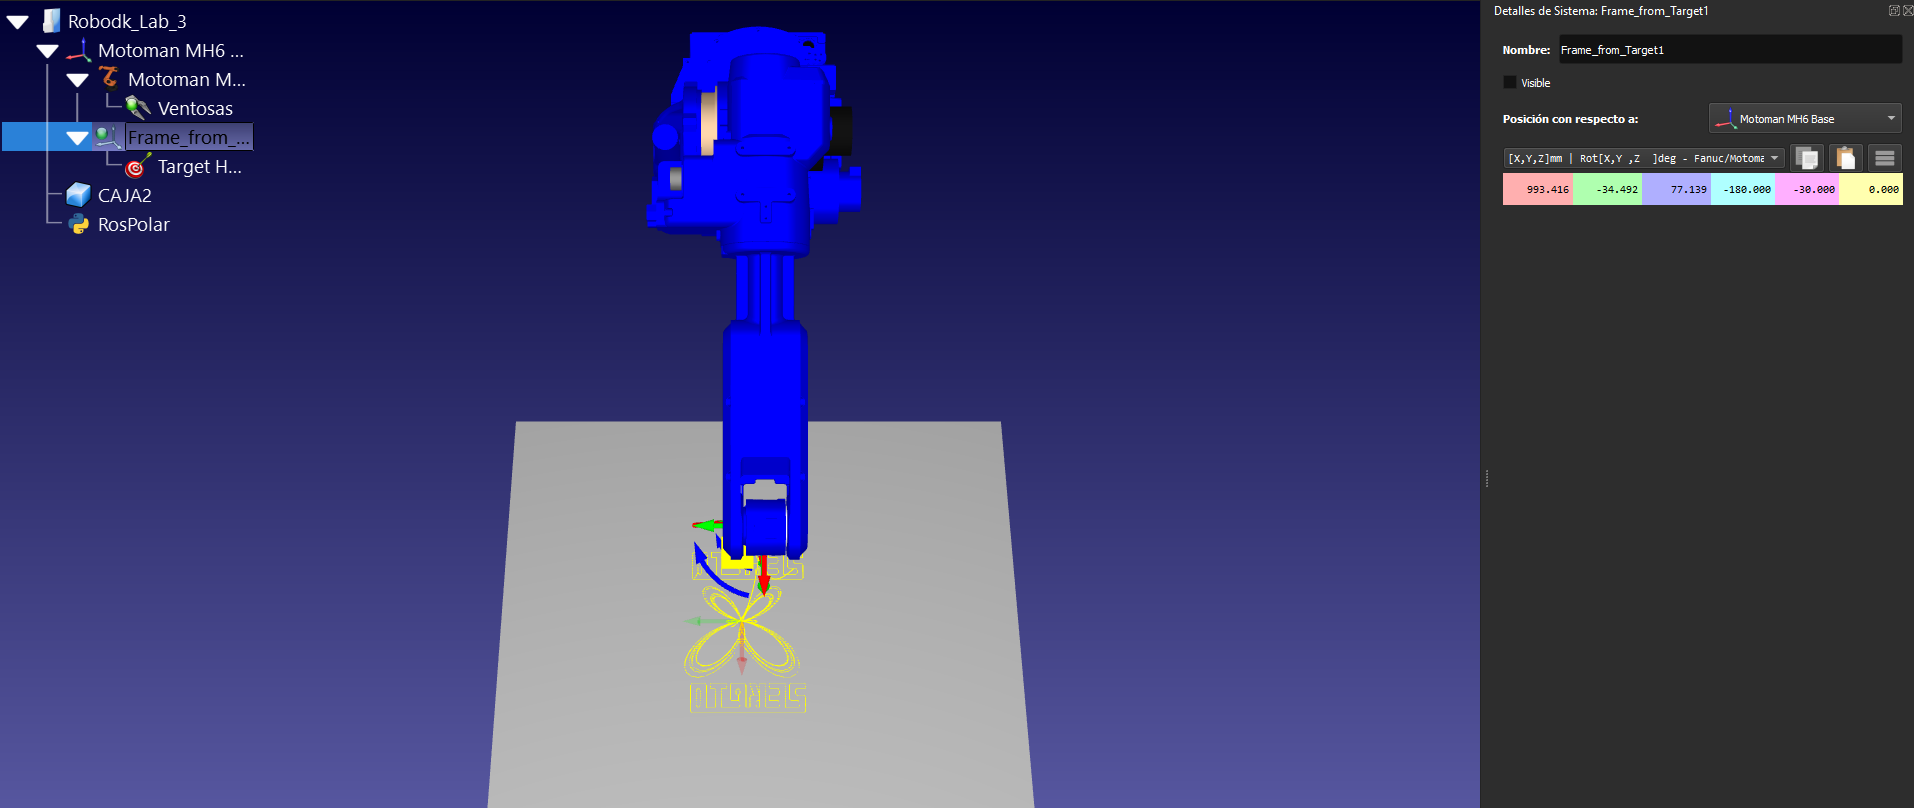 Robodk_Lab_3
Motoman MH6 ...
Motoman M...
Ventosas
Frame_from_...
Target H...
CAJA2
RosPolar
Detalles de Sistema: Frame_from_Target1
Nombre: Frame_from_Target1
Visible
Posición con respecto a: Motoman MH6 Base
[X,Y,Z]mm | Rot[X,Y ,Z ]deg - Fanuc/Motoma
993.416 -34.492 77.139 -180.000 -30.000 0.000